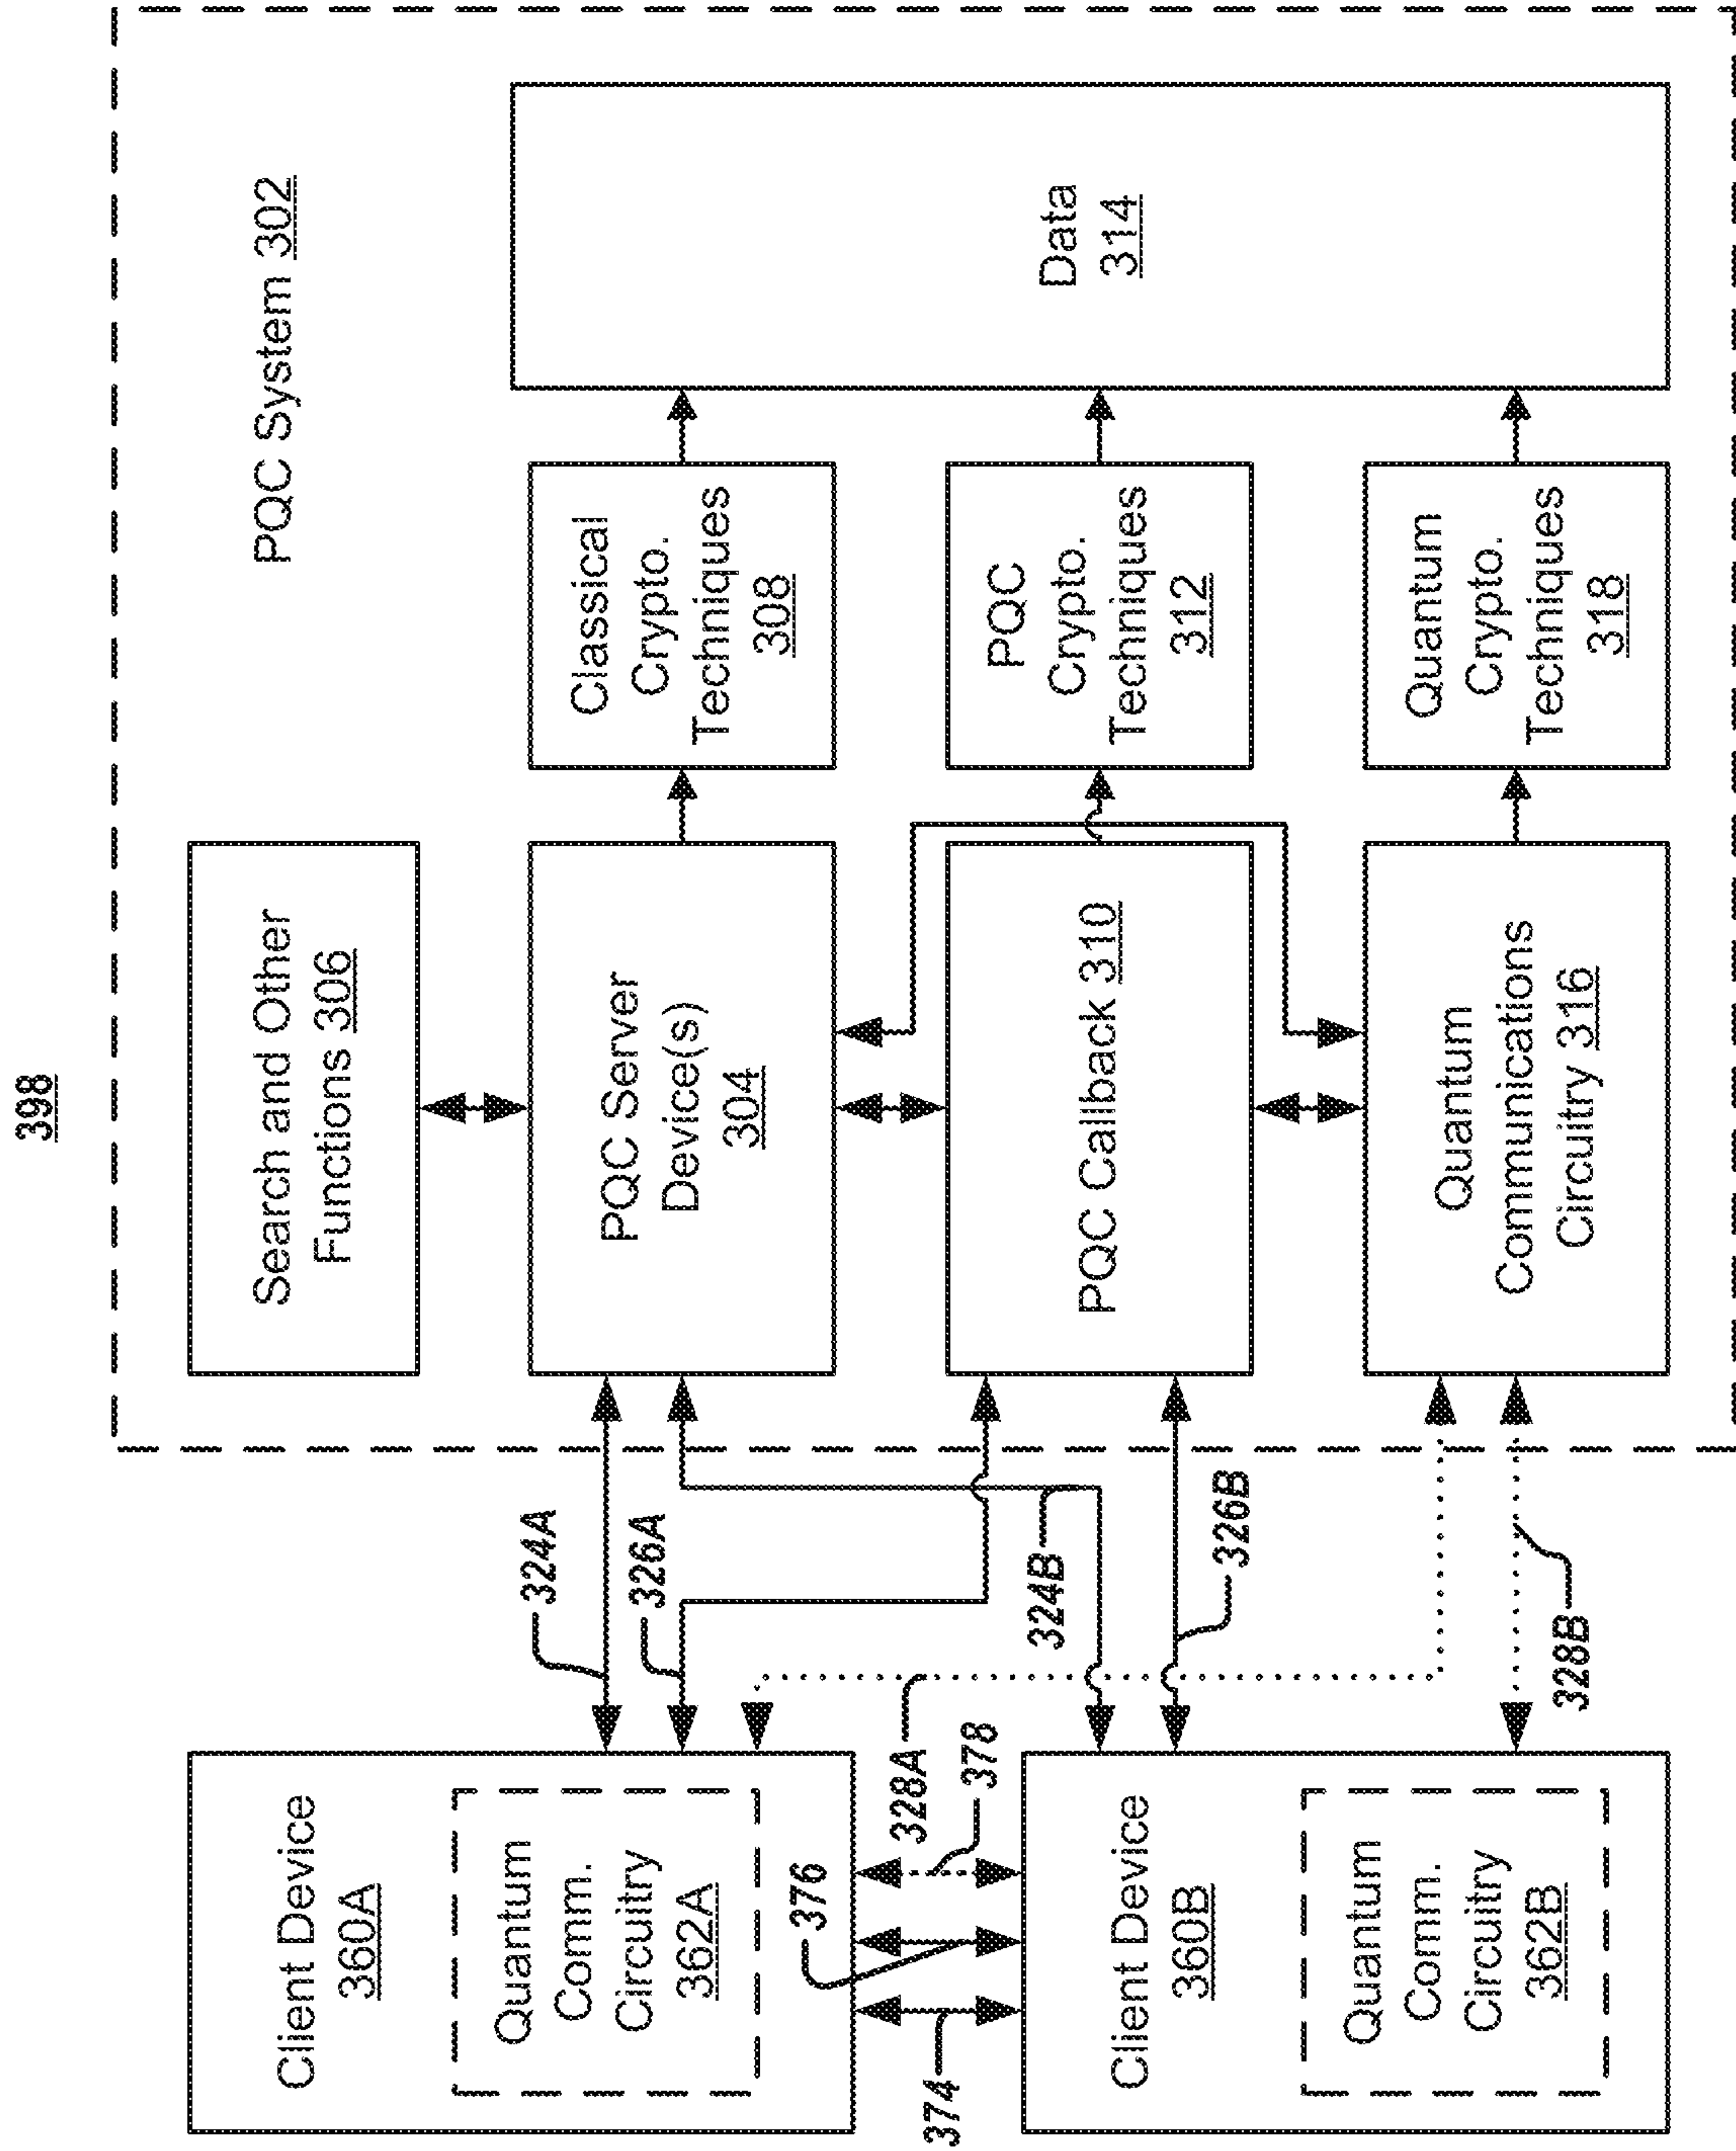 398
PQC System 302
Client Device
360A
Quantum
Comm.
Circuitry
362A
324A
326A
Search and Other
Functions 306
PQC Server
Device(s)
304
Classical
Crypto.
Techniques
308
376
328A
378
374
324B
326B
PQC Callback 310
PQC
Crypto.
Techniques
312
Data
314
Client Device
360B
Quantum
Comm.
Circuitry
362B
328B
Quantum
Communications
Circuitry 316
Quantum
Crypto.
Techniques
318